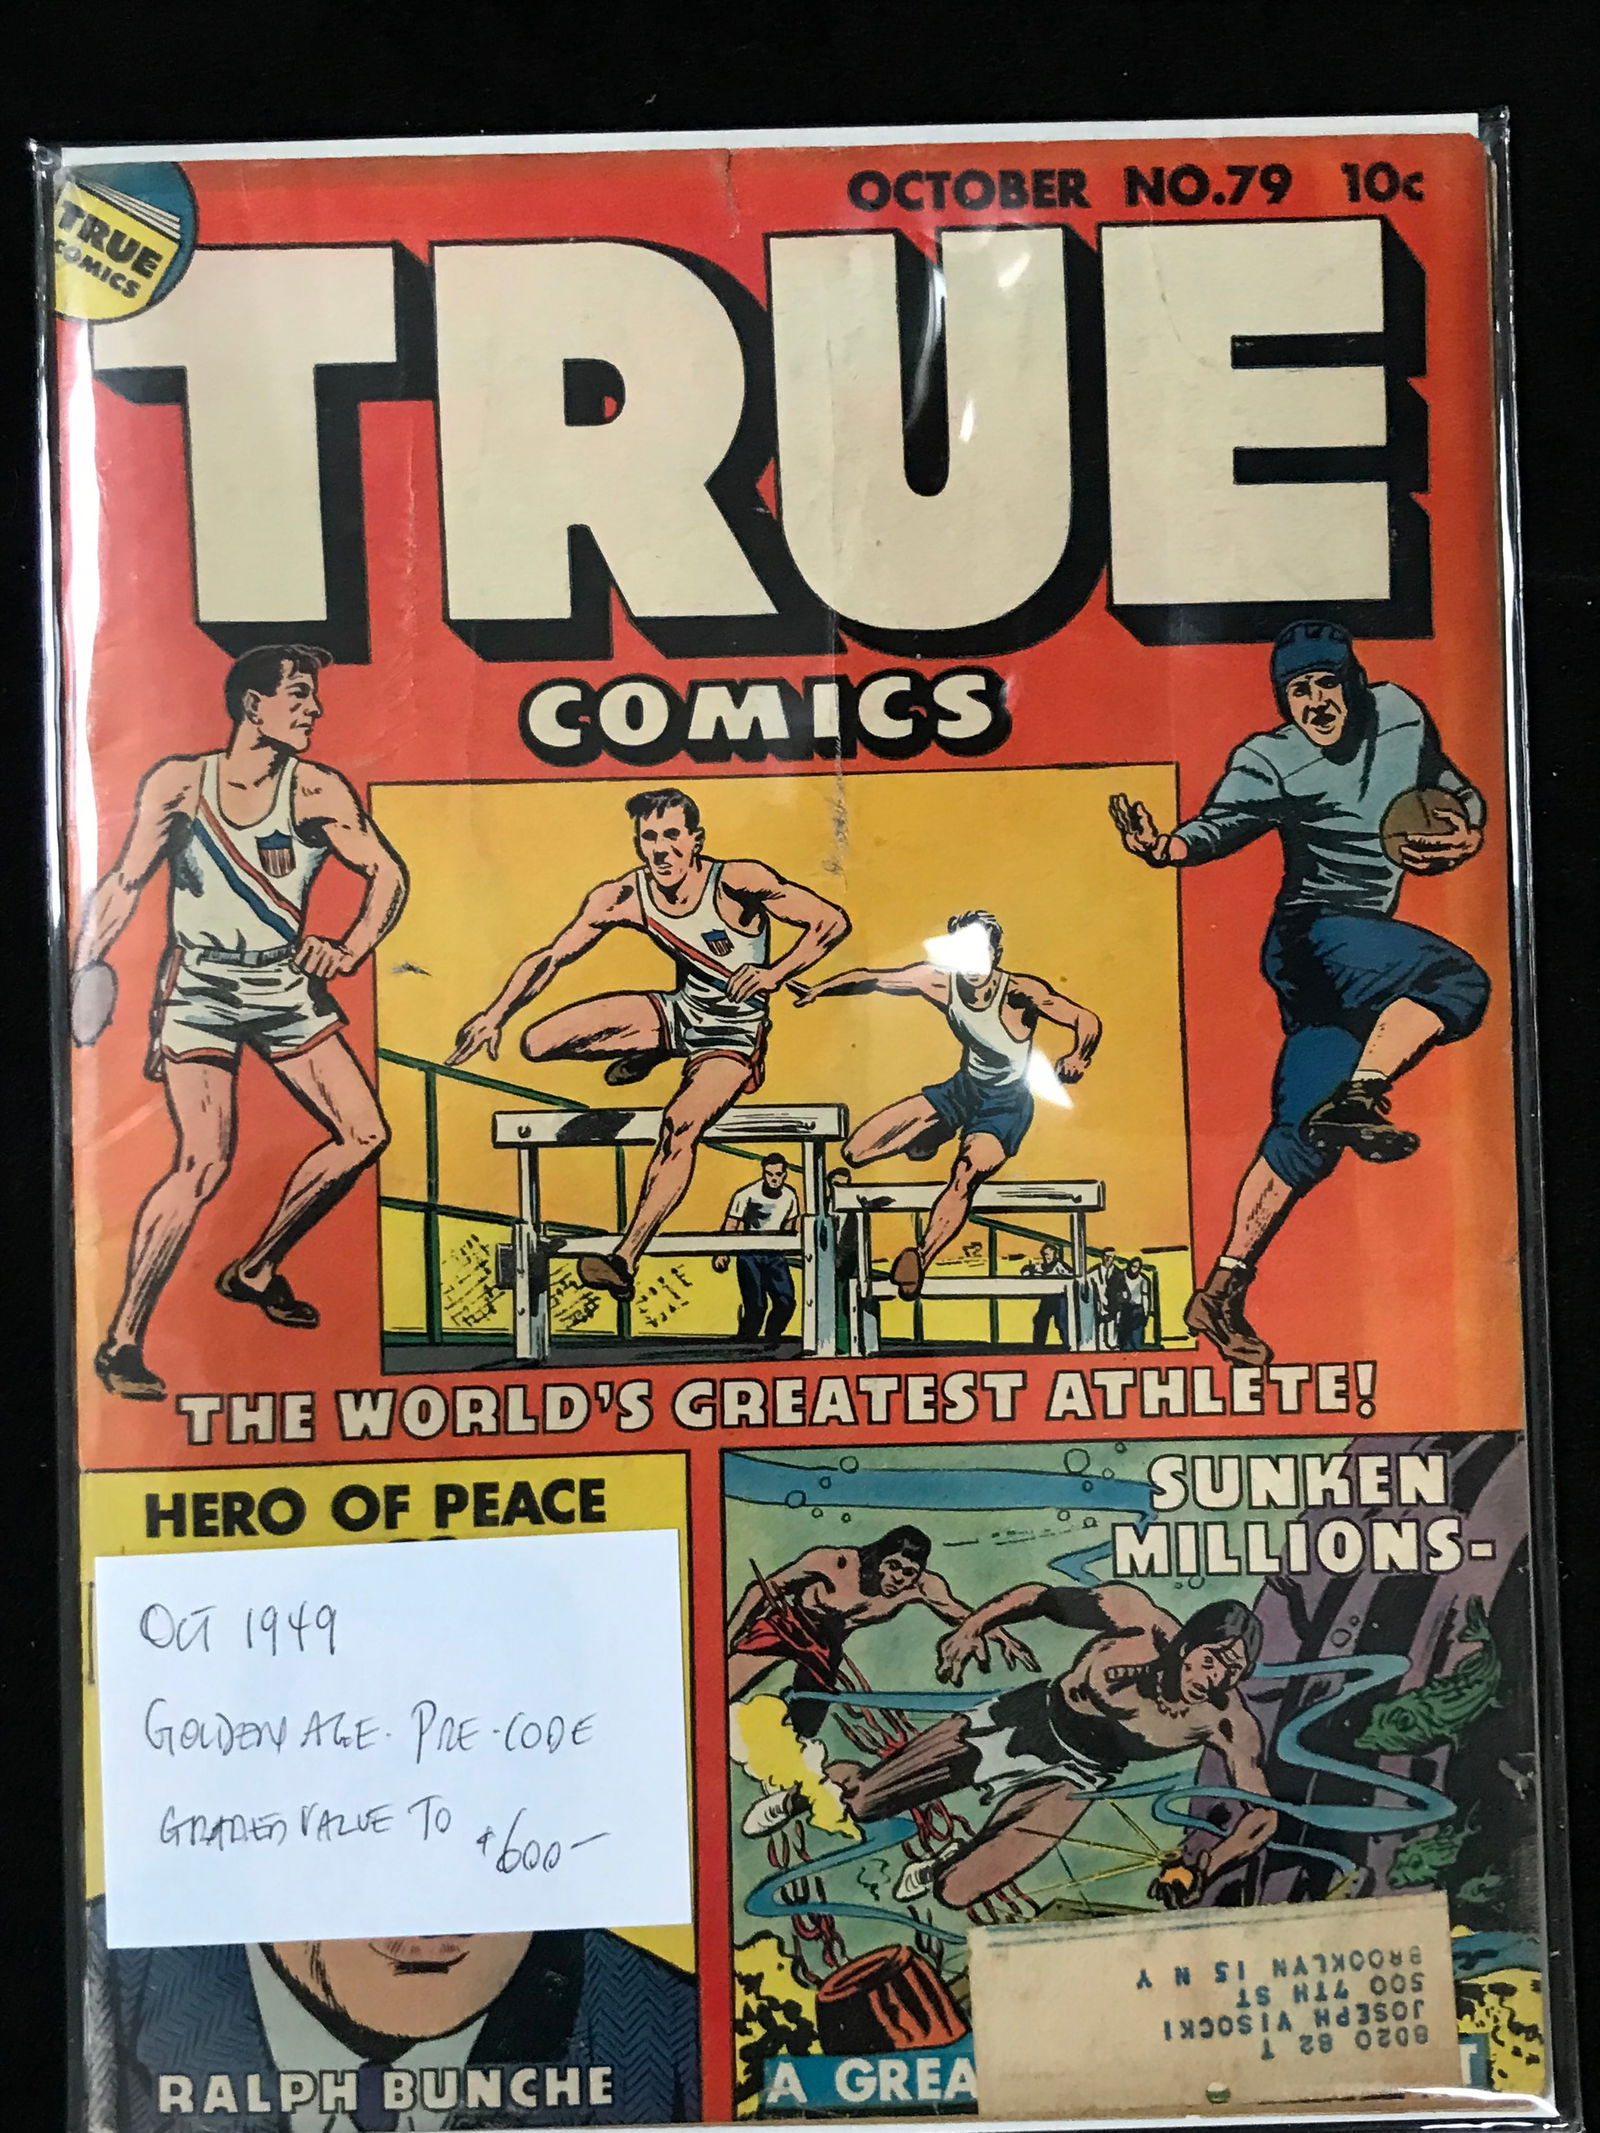 OCTOBER NO.79 10c
TRUE
COMICS
TRUE
COMICS
THE WORLD'S GREATEST ATHLETE!
HERO OF PEACE
SUNKEN
MILLIONS-
OCT 1949
GOLDEN AGE. PRE-CODE
GRADED VALUE TO $600-
RALPH BUNCHE
A GREA
T
8020 82 T
JOSEPH VISOCKI
500 7TH ST
BROOKLYN 15 N Y